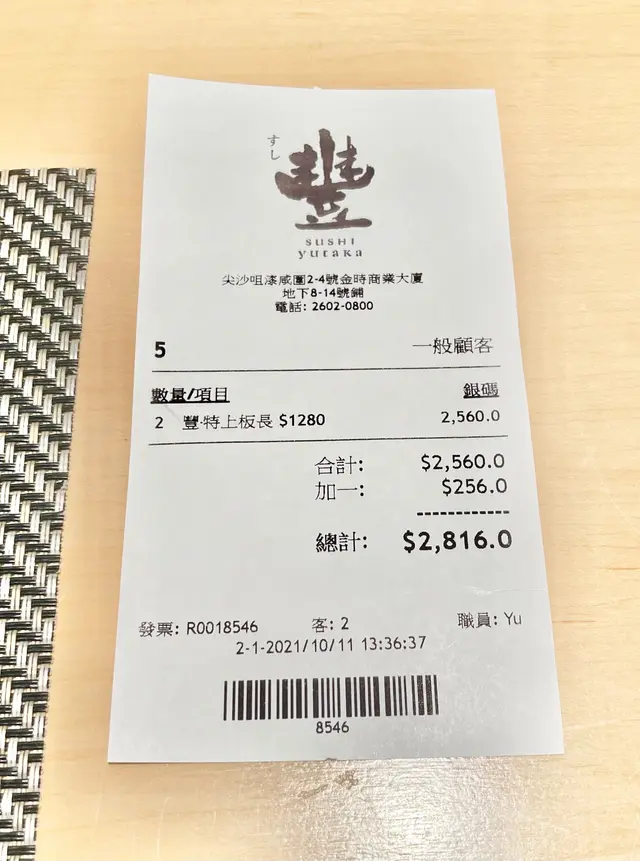 すし
豐
SUSHI
yutaka
尖沙咀漆咸圍2-4號金時商業大廈
地下8-14號鋪
電話: 2602-0800
5 一般顧客
數量/項目 銀碼
2 豐·特上板長 $1280 2,560.0
合計: $2,560.0
加一: $256.0
------------
總計: $2,816.0
發票: R0018546 客: 2 職員: Yu
2-1-2021/10/11 13:36:37
8546